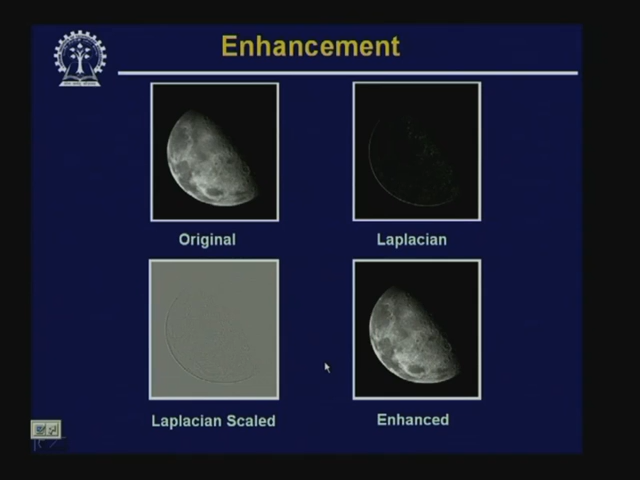 Enhancement
Original
Laplacian
Laplacian Scaled
Enhanced